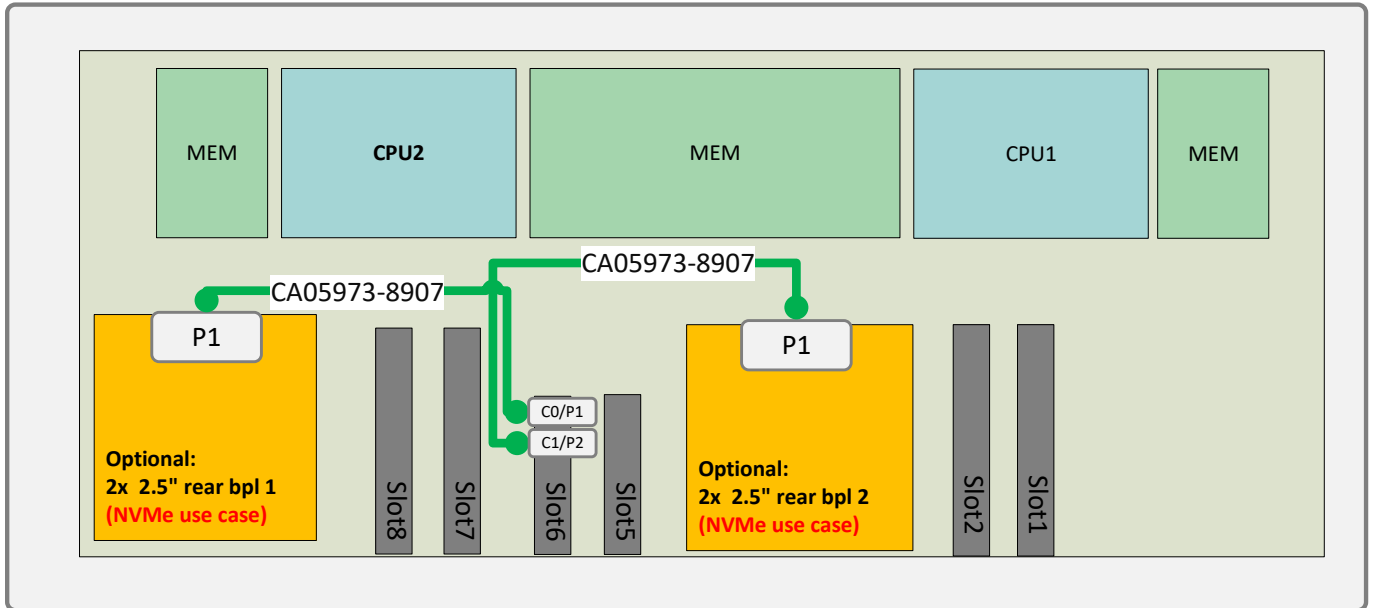 MEM
CPU2
MEM
CPU1
MEM
CA05973-8907
CA05973-8907
P1
P1
C0/P1
C1/P2
Optional:
2x 2.5" rear bpl 1
(NVMe use case)
Slot8
Slot7
Slot6
Slot5
Optional:
2x 2.5" rear bpl 2
(NVMe use case)
Slot2
Slot1